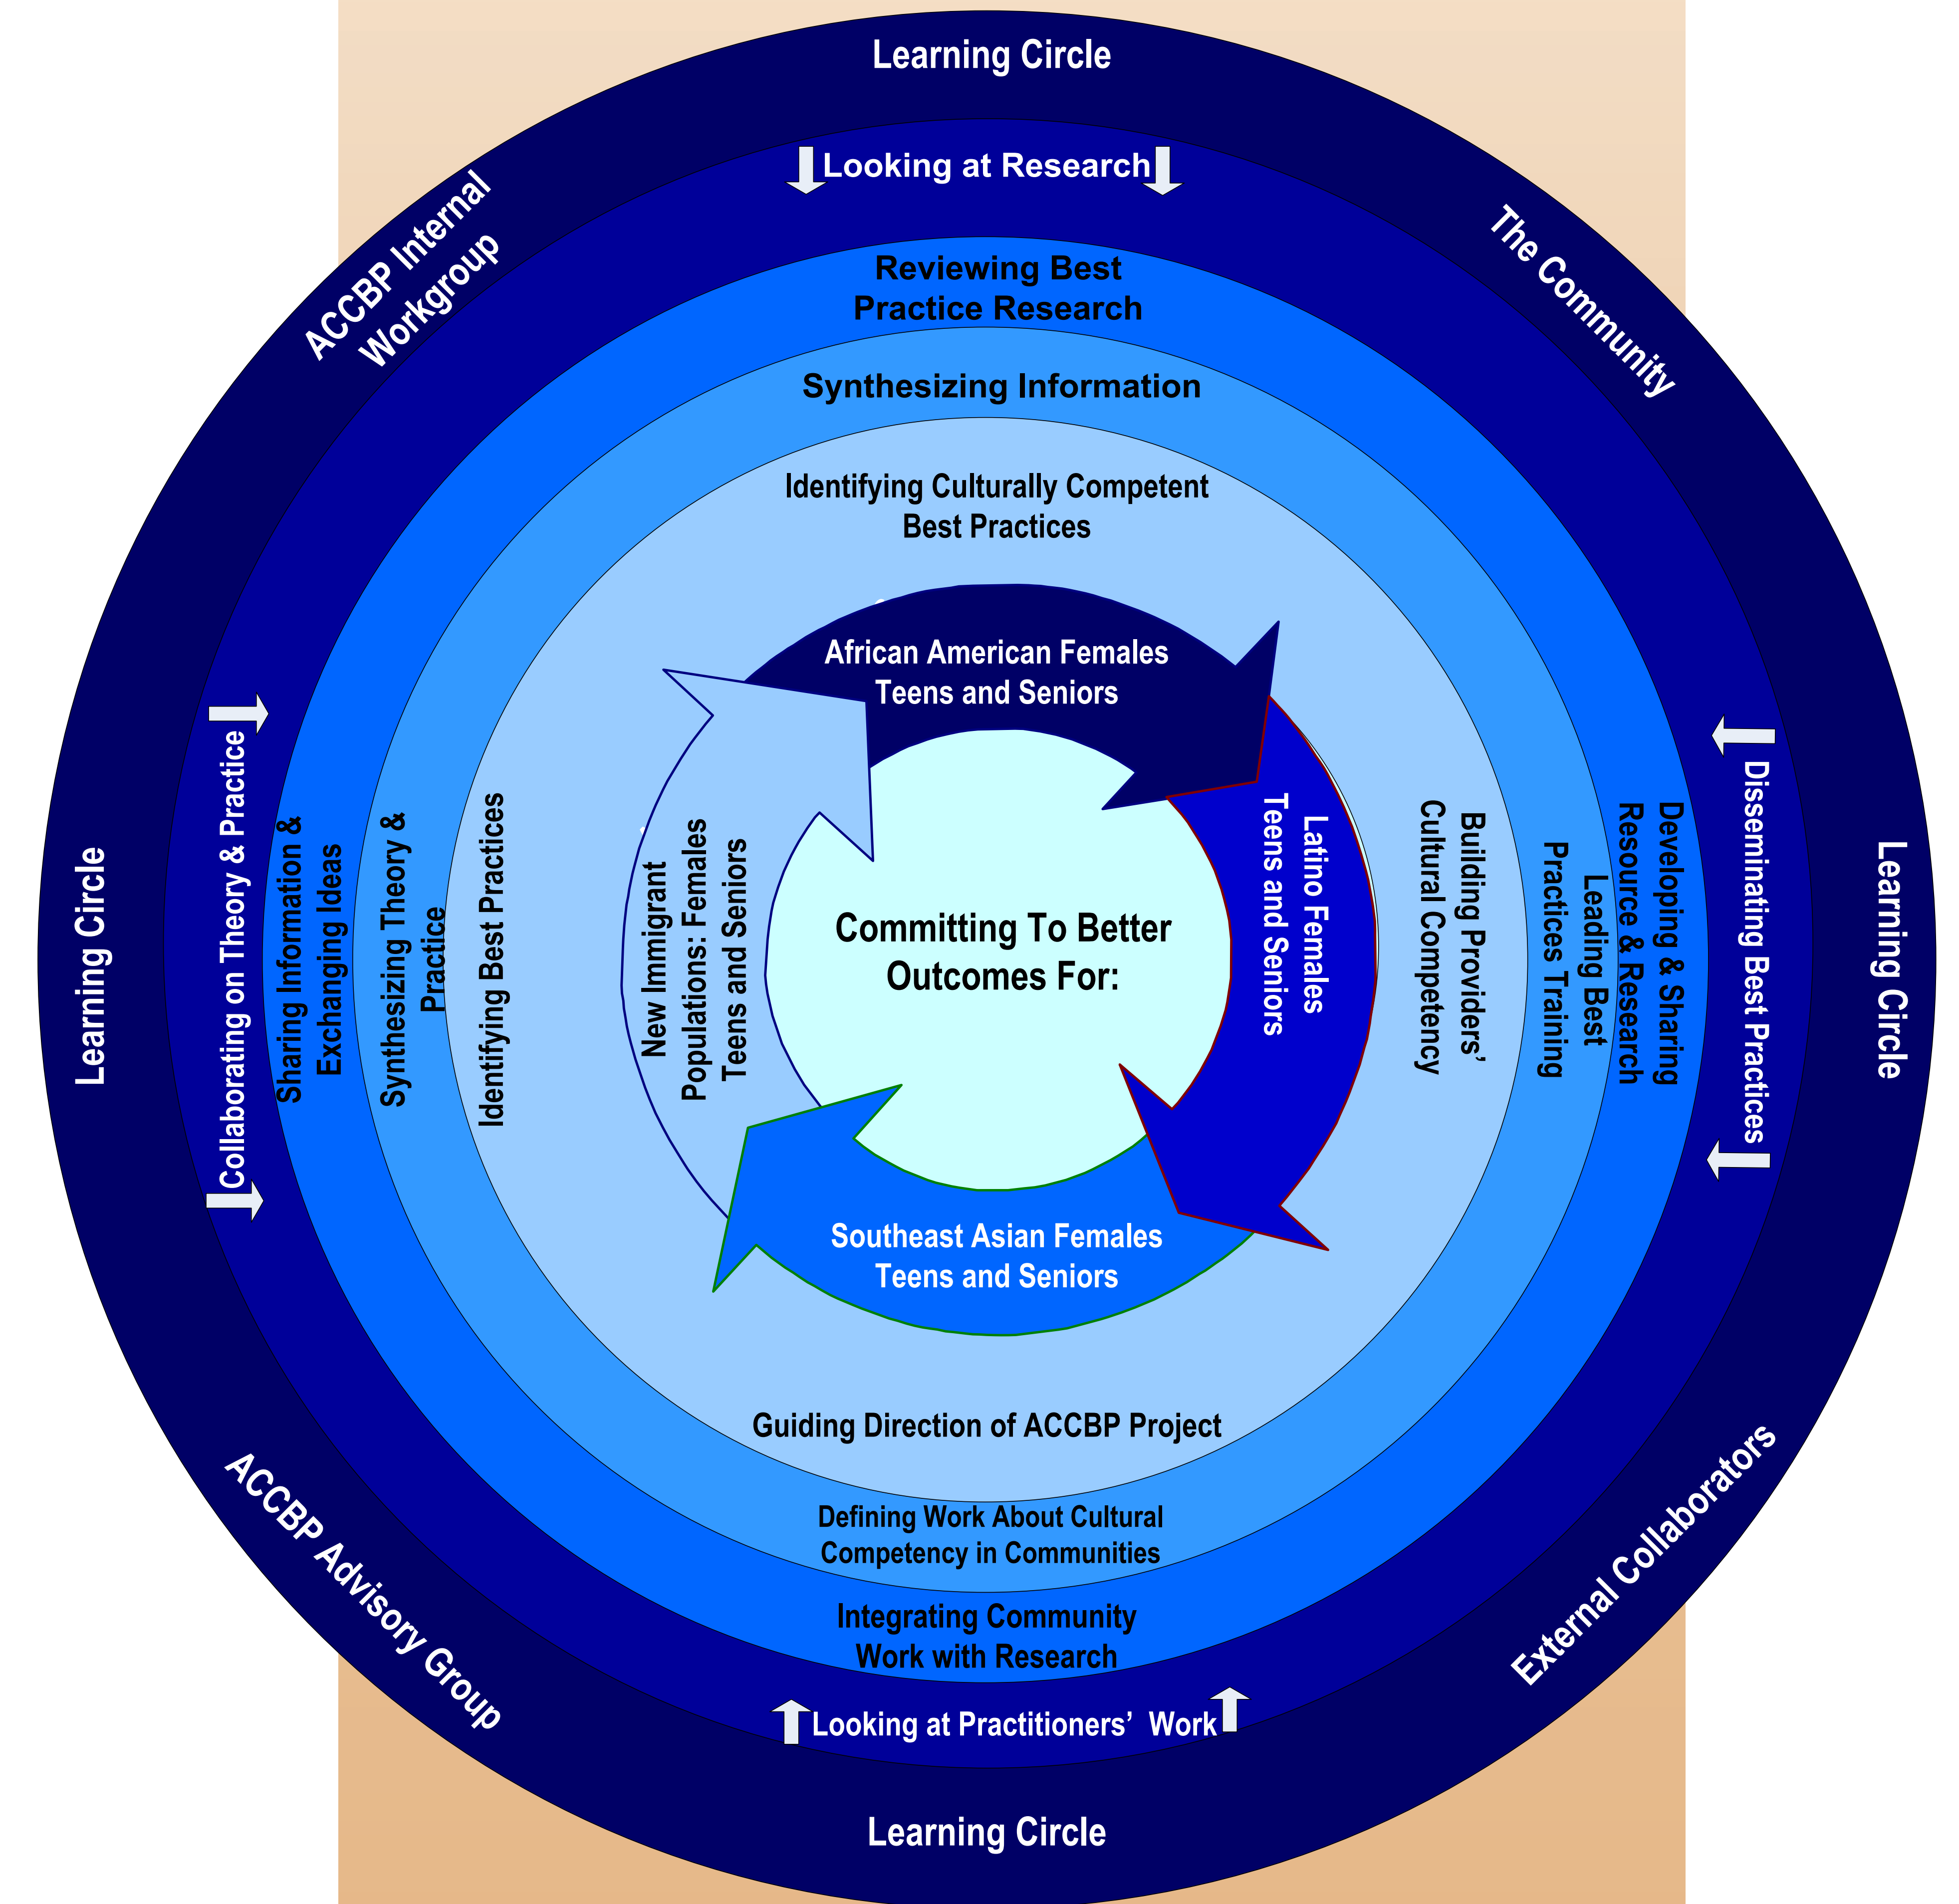 Learning Circle
ACCBP Internal
Workgroup
The Community
Looking at Research
Reviewing Best
Practice Research
Synthesizing Information
Identifying Culturally Competent
Best Practices
African American Females
Teens and Seniors
Learning Circle
Collaborating on Theory & Practice
Sharing Information &
Exchanging Ideas
Synthesizing Theory &
Practice
Identifying Best Practices
New Immigrant
Populations: Females
Teens and Seniors
Committing To Better
Outcomes For:
Latino Females
Teens and Seniors
Building Providers’
Cultural Competency
Leading Best
Practices Training
Developing & Sharing
Resource & Research
Disseminating Best Practices
Learning Circle
Southeast Asian Females
Teens and Seniors
Guiding Direction of ACCBP Project
Defining Work About Cultural
Competency in Communities
Integrating Community
Work with Research
Looking at Practitioners’ Work
ACCBP Advisory Group
External Collaborators
Learning Circle